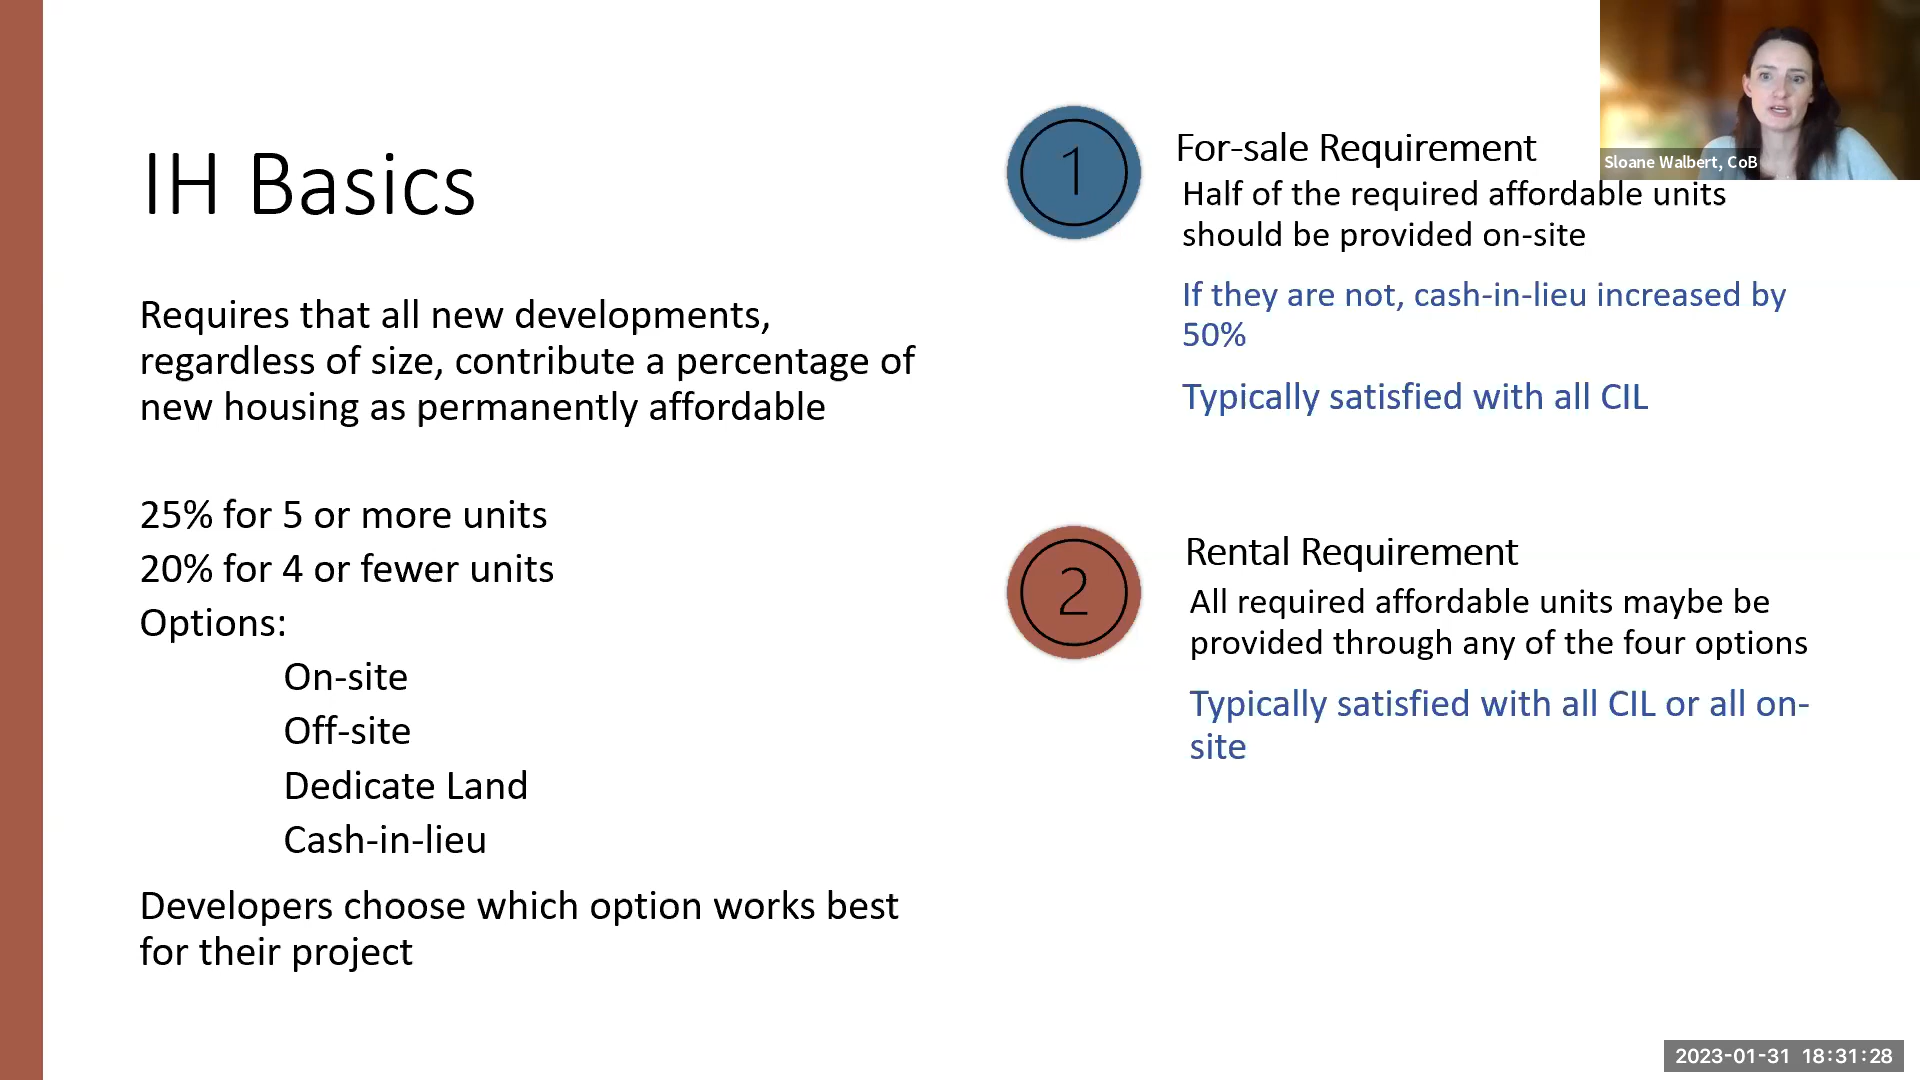 IH Basics
Requires that all new developments,
regardless of size, contribute a percentage of
new housing as permanently affordable
25% for 5 or more units
20% for 4 or fewer units
Options:
On-site
Off-site
Dedicate Land
Cash-in-lieu
Developers choose which option works best
for their project
1
For-sale Requirement
Half of the required affordable units
should be provided on-site
If they are not, cash-in-lieu increased by
50%
Typically satisfied with all CIL
2
Rental Requirement
All required affordable units maybe be
provided through any of the four options
Typically satisfied with all CIL or all on-
site
Sloane Walbert, CoB
2023-01-31 18:31:28